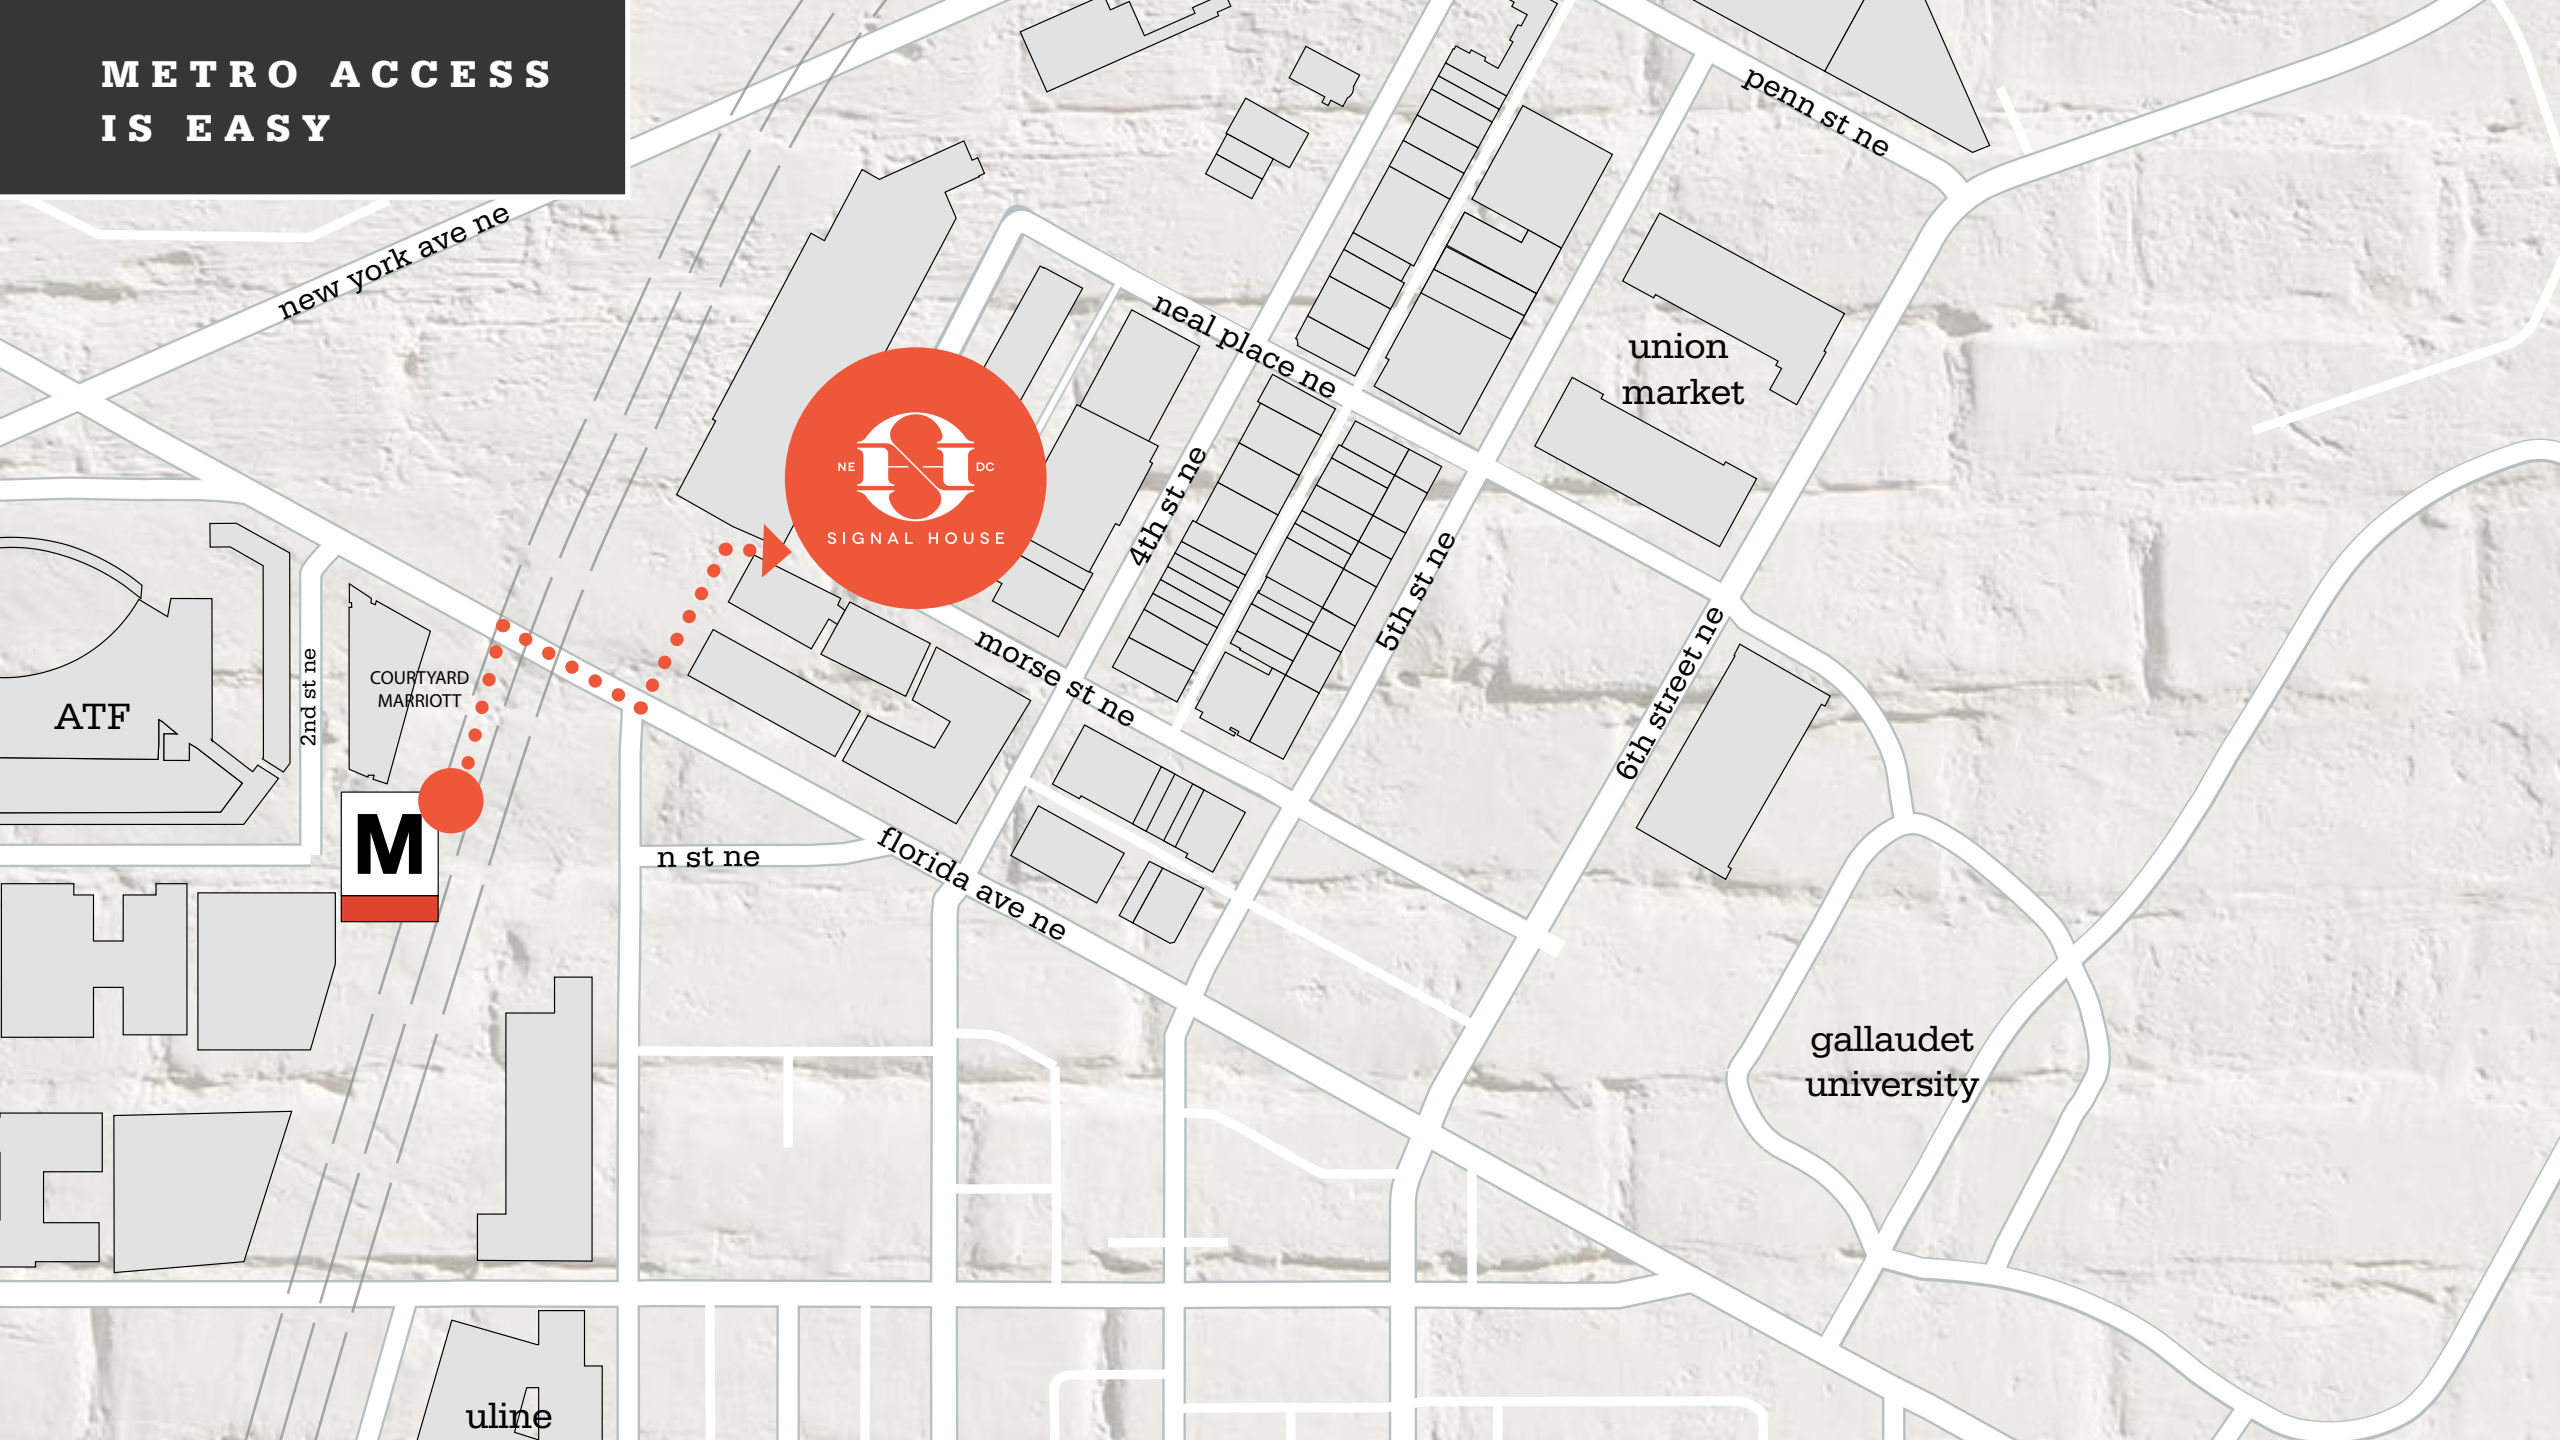 METRO ACCESS
IS EASY
new york ave ne
penn st ne
neal place ne
union
market
NE
DC
SIGNAL HOUSE
4th st ne
5th st ne
6th street ne
morse st ne
COURTYARD
MARRIOTT
ATF
2nd st ne
M
n st ne
florida ave ne
gallaudet
university
uline